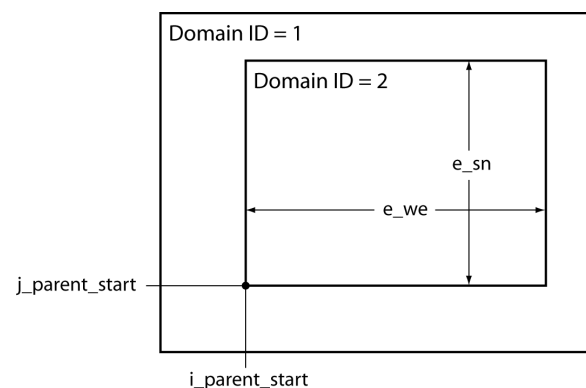 Domain ID = 1
Domain ID = 2
e_sn
e_we
j_parent_start
i_parent_start